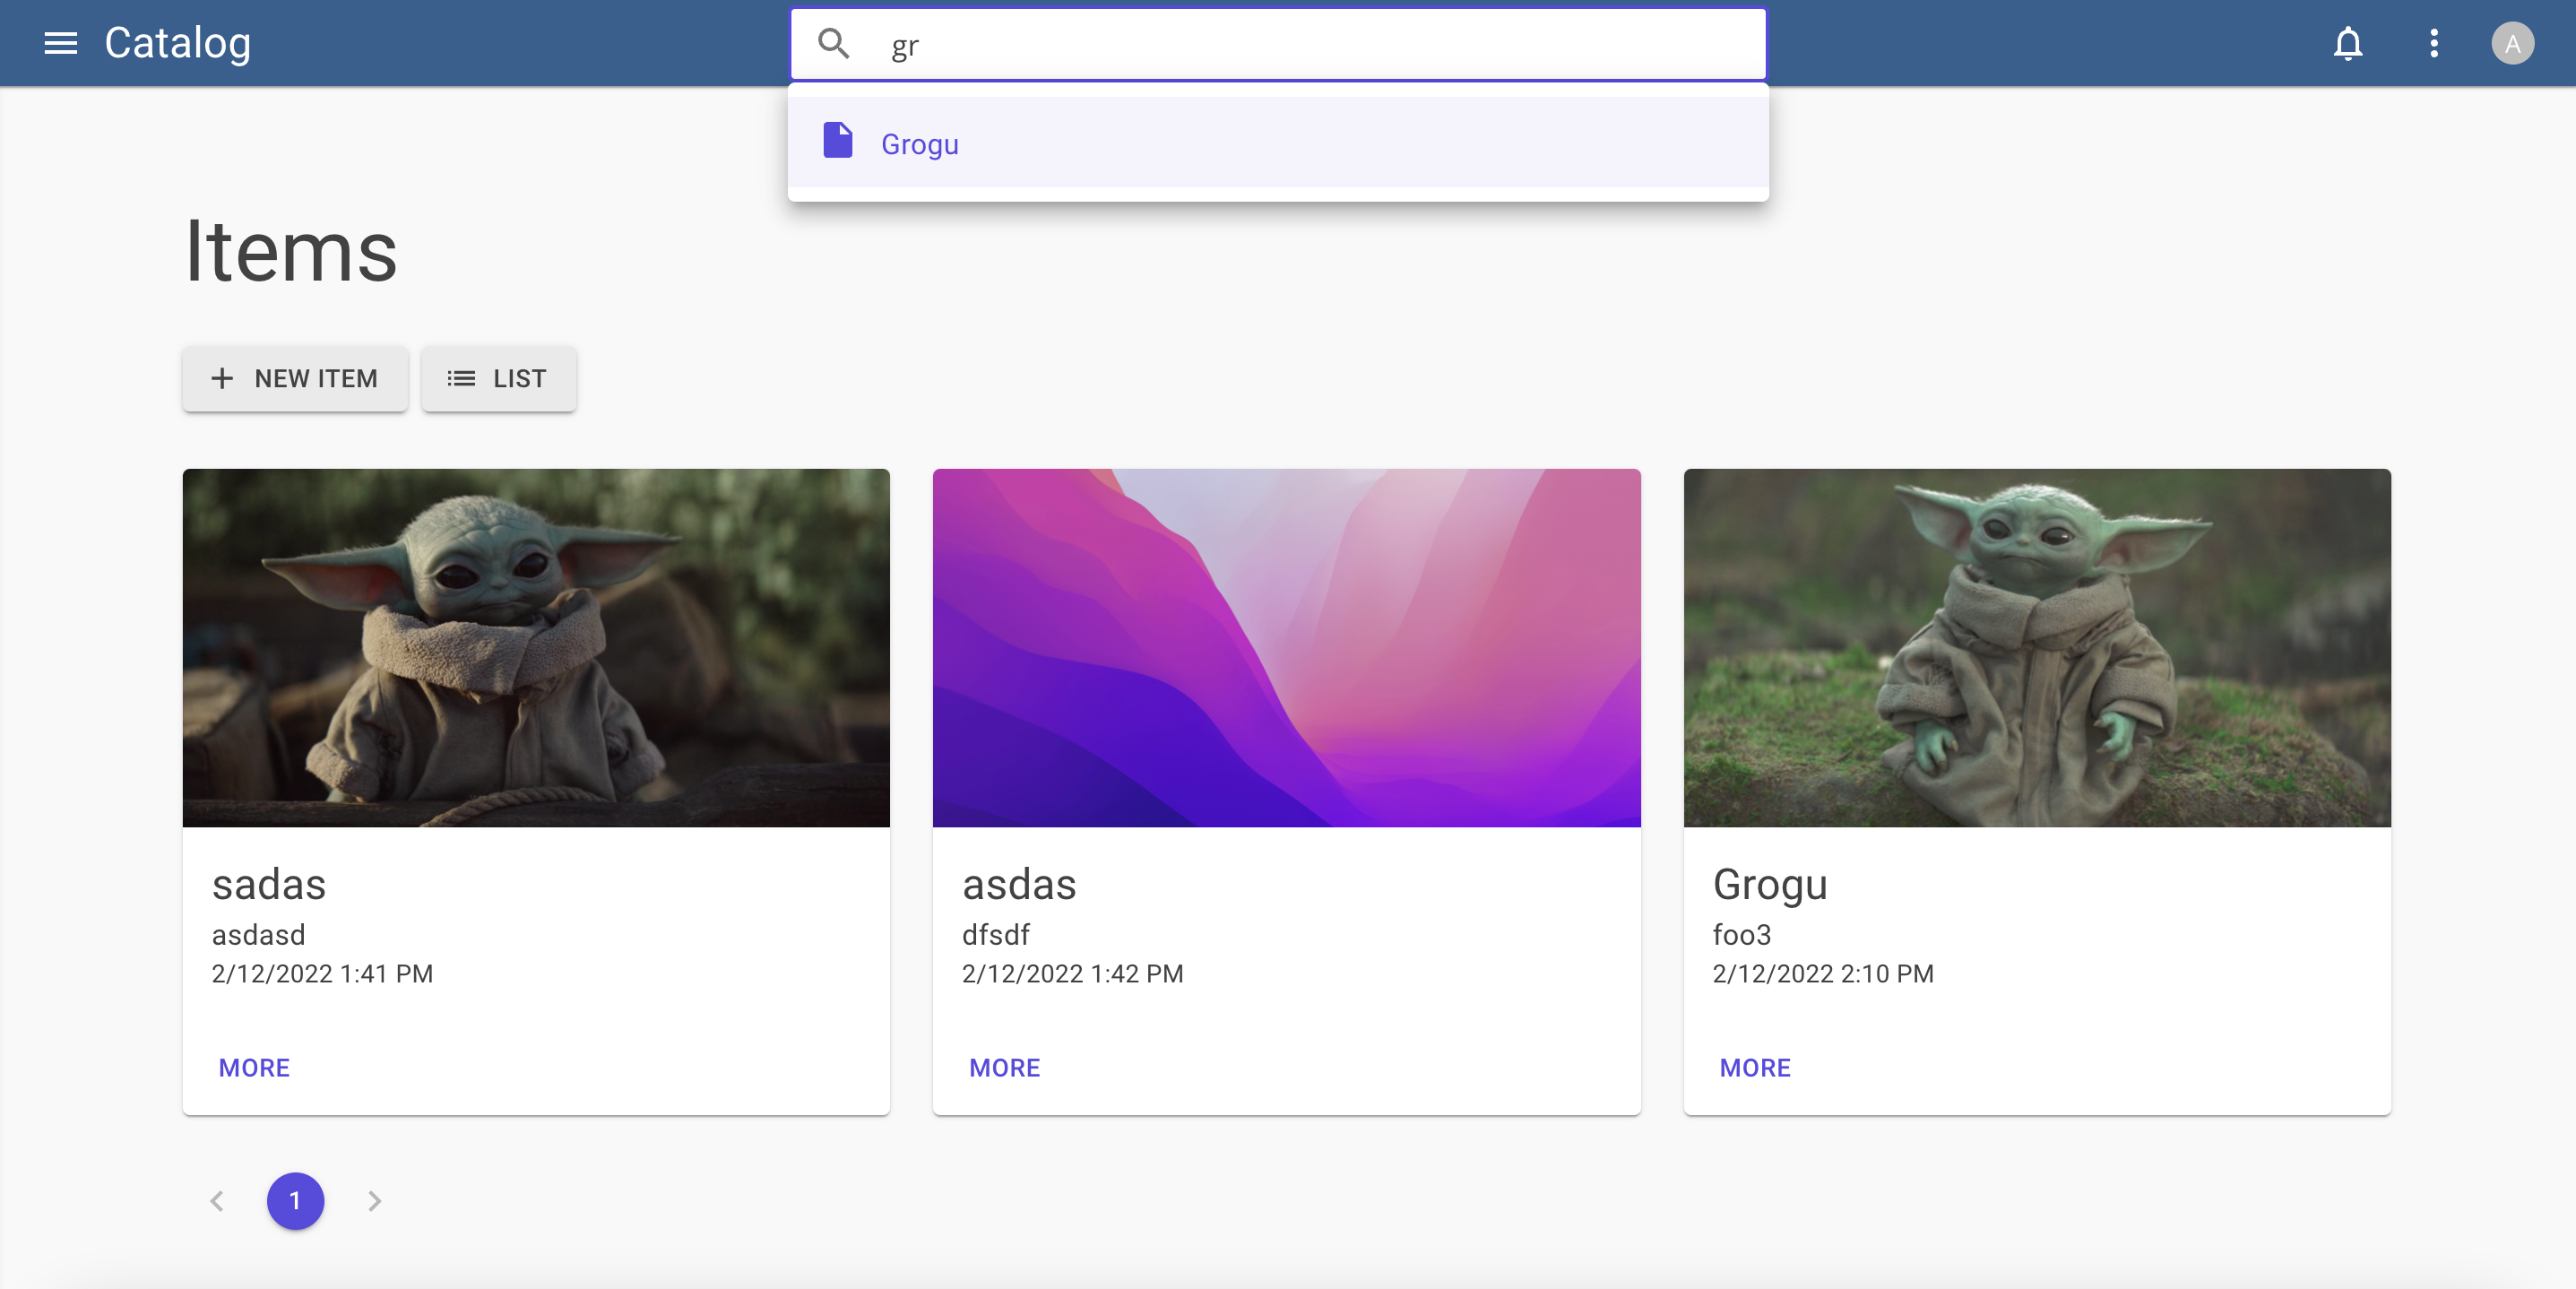 Catalog
gr
A
Grogu
Items
NEW ITEM
LIST
sadas
asdasd
2/12/2022 1:41 PM
MORE
asdas
dfsdf
2/12/2022 1:42 PM
MORE
Grogu
foo3
2/12/2022 2:10 PM
MORE
1